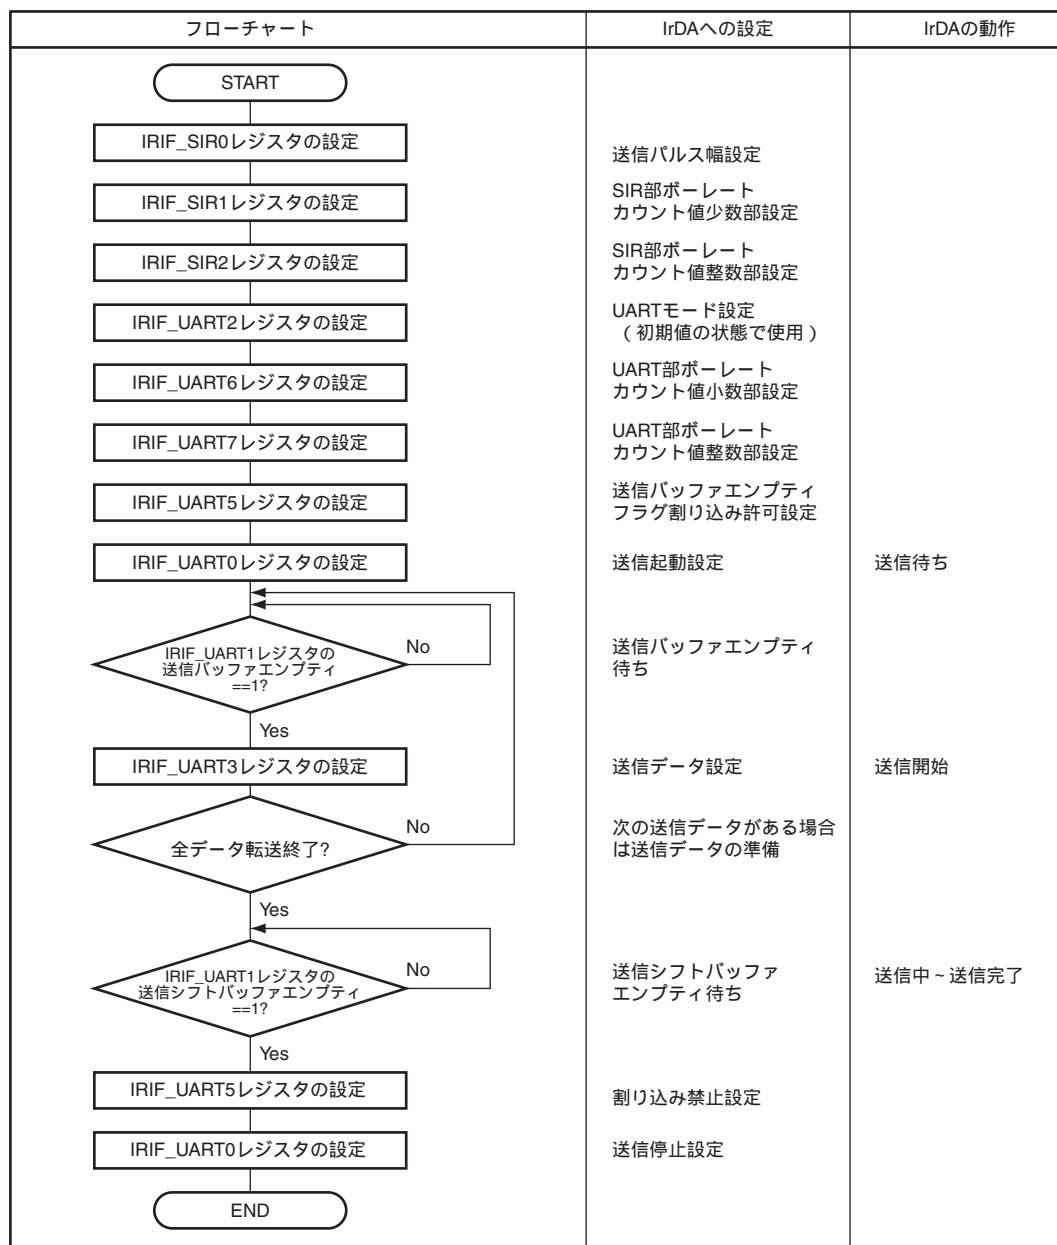 フローチャート
IrDAへの設定
IrDAの動作
START
IRIF_SIR0レジスタの設定
送信パルス幅設定
IRIF_SIR1レジスタの設定
SIR部ボーレート
カウント値少数部設定
IRIF_SIR2レジスタの設定
SIR部ボーレート
カウント値整数部設定
IRIF_UART2レジスタの設定
UARTモード設定
(初期値の状態で使用)
IRIF_UART6レジスタの設定
UART部ボーレート
カウント値小数部設定
IRIF_UART7レジスタの設定
UART部ボーレート
カウント値整数部設定
IRIF_UART5レジスタの設定
送信バッファエンプティ
フラグ割り込み許可設定
IRIF_UART0レジスタの設定
送信起動設定
送信待ち
IRIF_UART1レジスタの
送信バッファエンプティ
==1?
No
送信バッファエンプティ
待ち
Yes
IRIF_UART3レジスタの設定
送信データ設定
送信開始
全データ転送終了?
No
次の送信データがある場合
は送信データの準備
Yes
IRIF_UART1レジスタの
送信シフトバッファエンプティ
==1?
No
送信シフトバッファ
エンプティ待ち
送信中~送信完了
Yes
IRIF_UART5レジスタの設定
割り込み禁止設定
IRIF_UART0レジスタの設定
送信停止設定
END